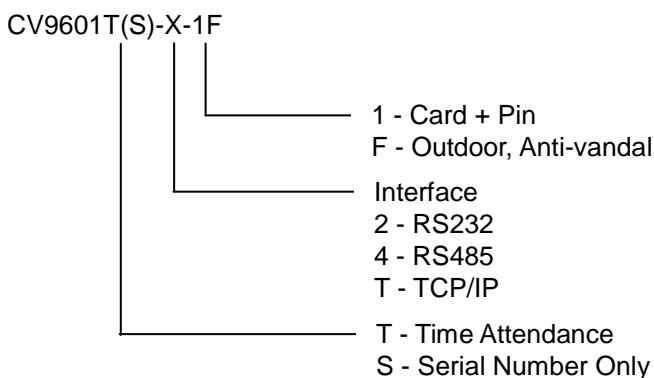 CV9601T(S)-X-1F
1 - Card + Pin
F - Outdoor, Anti-vandal
Interface
2 - RS232
4 - RS485
T - TCP/IP
T - Time Attendance
S - Serial Number Only